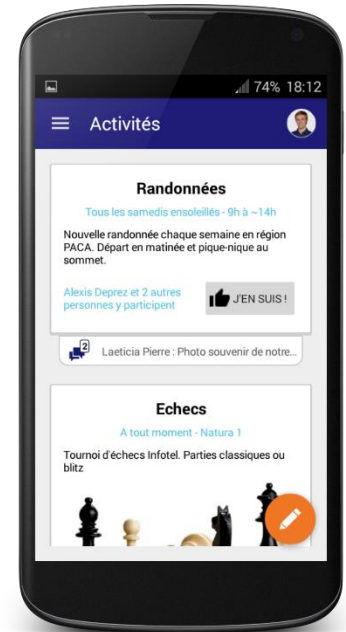 74% 18:12
Activités
Randonnées
Tous les samedis ensoleillés - 9h à ~14h
Nouvelle randonnée chaque
semaine en région
PACA. Départ en matinée et pique-nique au
sommet.
Alexis Deprez et 2 autres
personnes y participent
J'EN SUIS !
2
Laeticia Pierre : Photo souvenir de notre...
Echecs
A tout moment - Natura 1
Tournoi d'échecs Infotel. Parties classiques ou
blitz